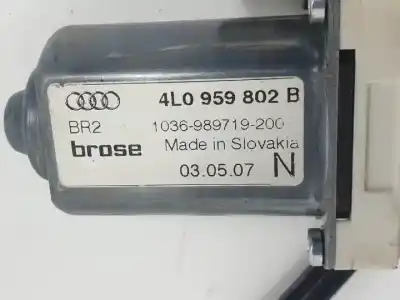 4L0 959 802 B
BR2 1036-989719-200
brose Made in Slovakia
03.05.07 N